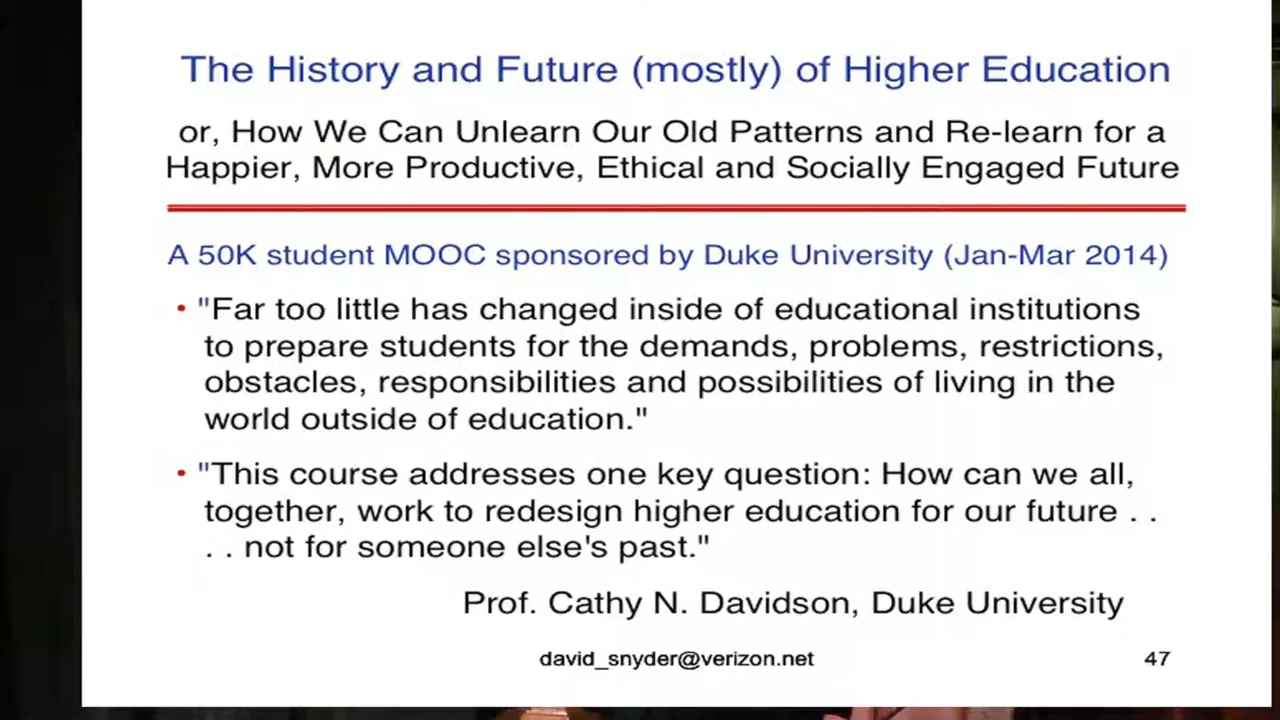 The History and Future (mostly) of Higher Education
or, How We Can Unlearn Our Old Patterns and Re-learn for a
Happier, More Productive, Ethical and Socially Engaged Future
A 50K student MOOC sponsored by Duke University (Jan-Mar 2014)
• "Far too little has changed inside of educational institutions
to prepare students for the demands, problems, restrictions,
obstacles, responsibilities and possibilities of living in the
world outside of education."
• "This course addresses one key question: How can we all,
together, work to redesign higher education for our future . .
. . not for someone else's past."
Prof. Cathy N. Davidson, Duke University
david_snyder@verizon.net
47